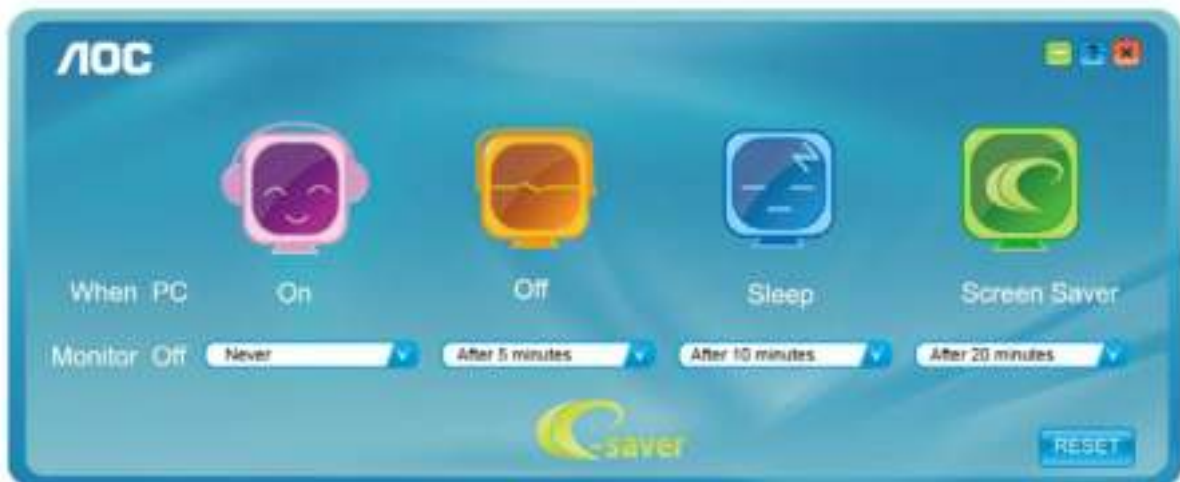 AOC
?
When PC On Off Sleep Screen Saver
Monitor Off Never After 5 minutes After 10 minutes After 20 minutes
e-saver
RESET